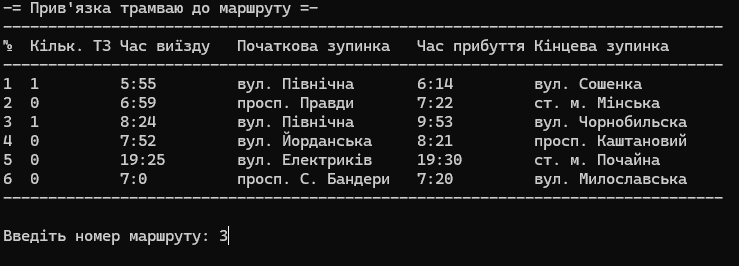 -= Прив'язка трамваю до маршруту =-
--------------------------------------------------------------------------------
№ Кільк. ТЗ Час виїзду Початкова зупинка Час прибуття Кінцева зупинка
--------------------------------------------------------------------------------
1 1 5:55 вул. Північна 6:14 вул. Сошенка
2 0 6:59 просп. Правди 7:22 ст. м. Мінська
3 1 8:24 вул. Північна 9:53 вул. Чорнобильска
4 0 7:52 вул. Йорданська 8:21 просп. Каштановий
5 0 19:25 вул. Електриків 19:30 ст. м. Почайна
6 0 7:0 просп. С. Бандери 7:20 вул. Милославська
--------------------------------------------------------------------------------
Введіть номер маршруту: 3